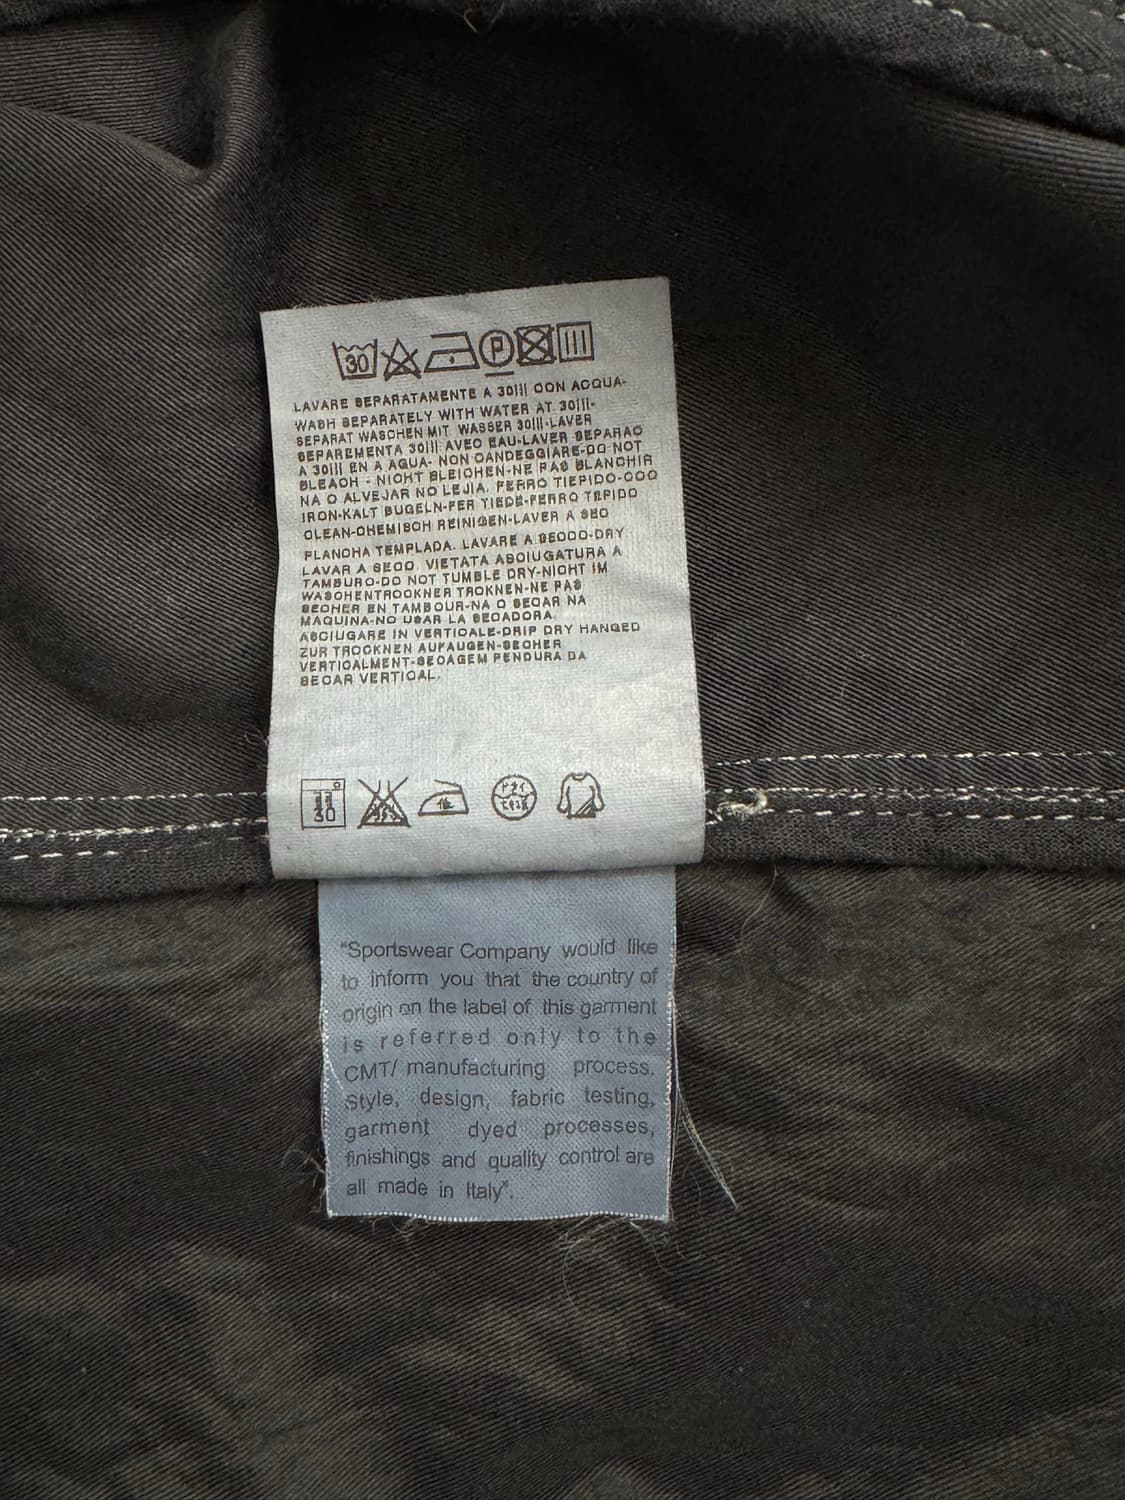 30 P
LAVARE SEPARATAMENTE A 30||| CON ACQUA-
WASH SEPARATELY WITH WATER AT 30|||-
SEPARAT WASCHEN MIT WASSER 30|||-LAVER
SEPAREMENTA 30||| AVEC EAU-LAVER SEPARAO
A 30||| EN A AGUA- NON CANDEGGIARE-DO NOT
BLEACH - NICHT BLEICHEN-NE PAS BLANCHIR
NA O ALVEJAR NO LEJIA. FERRO TIEPIDO-COO
IRON-KALT BUGELN-FER TIEDE-FERRO TEPIDO
CLEAN-CHEMISCH REINIGEN-LAVER A SEC
PLANCHA TEMPLADA. LAVARE A SECCO-DRY
LAVAR A SECO. VIETATA ASCIUGATURA A
TAMBURO-DO NOT TUMBLE DRY-NICHT IM
WASCHENTROCKNER TROKNEN-NE PAS
SECHER EN TAMBOUR-NA O SECAR NA
MAQUINA-NO USAR LA SECADORA.
ASCIUGARE IN VERTICALE-DRIP DRY HANGED
ZUR TROCKNEN AUFAUGEN-SECHER
VERTICALMENT-SECAGEM PENDURA DA
SECAR VERTICAL.
30
"Sportswear Company would like
to inform you that the country of
origin on the label of this garment
is referred only to the
CMT/ manufacturing process.
Style, design, fabric testing,
garment dyed processes,
finishings and quality control are
all made in Italy".